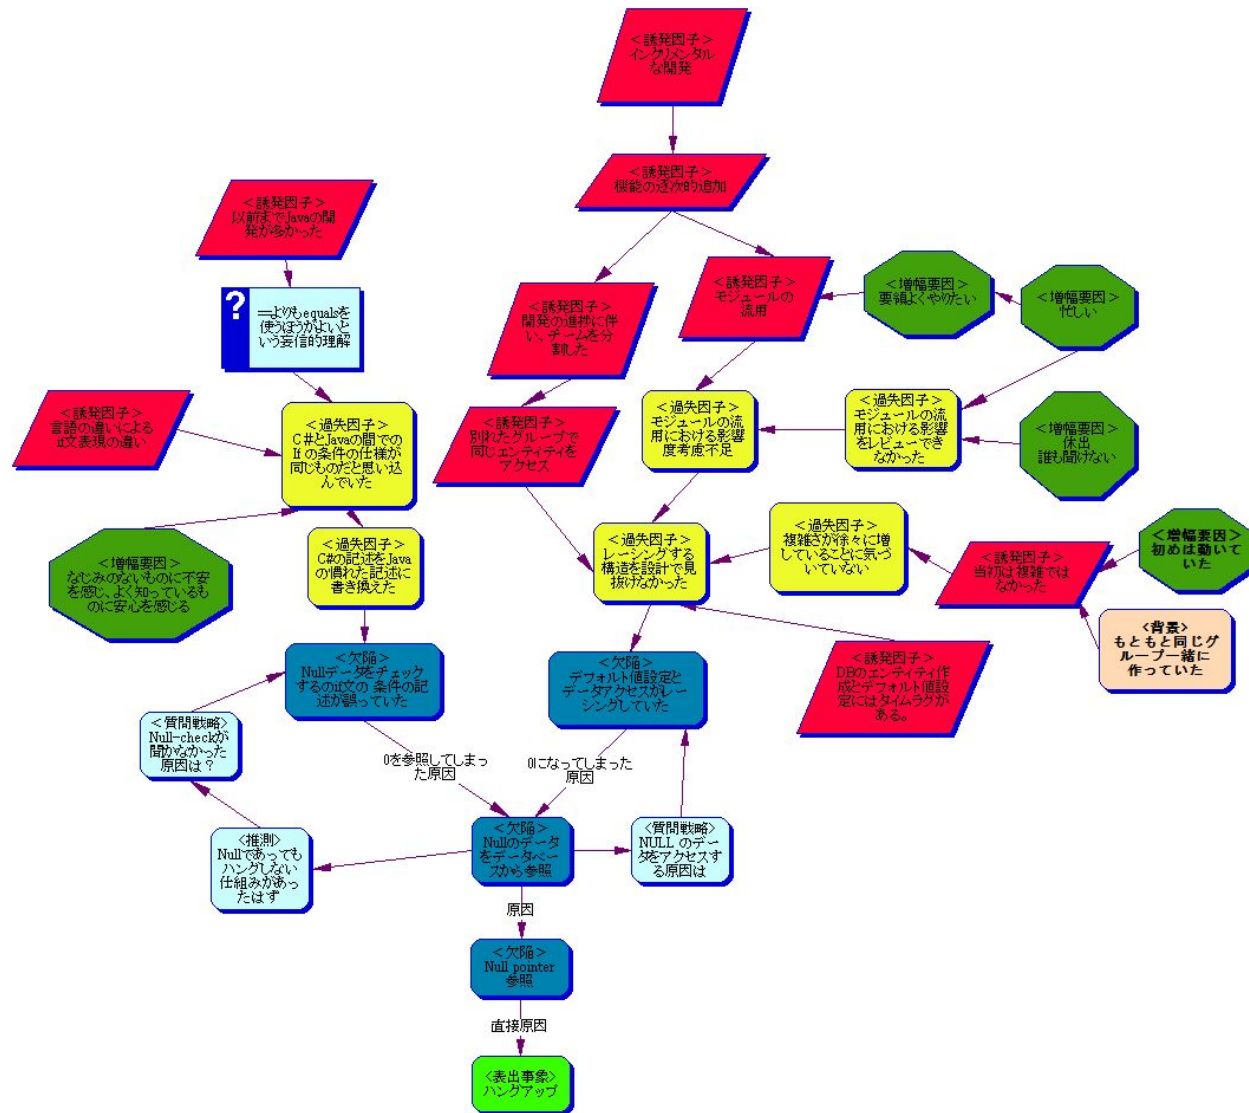 ＜誘発因子＞
インクリメンタル
な開発
＜誘発因子＞
機能の逐次的追加
＜誘発因子＞
以前までJavaの開
発が多かった
＜誘発因子＞
モジュールの
流用
＜増幅要因＞
要領よくやりたい
＜増幅要因＞
忙しい
?
==よりもequalsを
使うほうがよいと
いう妄信的理解
＜誘発因子＞
開発の進捗に伴
い、チームを分
割した
＜誘発因子＞
言語の違いによる
if文表現の違い
＜過失因子＞
C#とJavaの間での
Ifの条件の仕様が
同じものだと思い込
んでいた
＜誘発因子＞
別れたグループで
同じエンティティを
アクセス
＜過失因子＞
モジュールの流
用における影響
度考慮不足
＜過失因子＞
モジュールの流
用における影響
をレビューでき
なかった
＜増幅要因＞
休出
誰も聞けない
＜増幅要因＞
なじみのないものに不安
を感じ、よく知っているも
のに安心を感じる
＜過失因子＞
C#の記述をJava
の慣れた記述に
書き換えた
＜過失因子＞
レーシングする
構造を設計で見
抜けなかった
＜過失因子＞
複雑さが徐々に増
していることに気づ
いていない
＜誘発因子＞
当初は複雑では
なかった
＜増幅要因＞
初めは動いて
いた
＜背景＞
もともと同じグ
ループ一緒に
作っていた
＜欠陥＞
Nullデータをチェック
するのif文の 条件の記
述が誤っていた
＜欠陥＞
デフォルト値設定と
データアクセスがレー
シングしていた
＜誘発因子＞
DBのエンティティ作
成とデフォルト値設
定にはタイムラグが
ある。
＜質問戦略＞
Null-checkが
聞かなかった
原因は？
0を参照してしまっ
た原因
0になってしまった
原因
＜推測＞
Nullであっても
ハングしない
仕組みがあっ
たはず
＜欠陥＞
Nullのデータ
をデータベー
スから参照
＜質問戦略＞
NULL のデー
タをアクセスす
る原因は
原因
＜欠陥＞
Null pointer
参照
直接原因
＜表出事象＞
ハングアップ